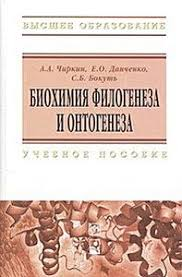 ВЫСШЕЕ ОБРАЗОВАНИЕ
А.А. Чиркин, Е.О. Данченко,
С.Б. Бокуть
БИОХИМИЯ ФИЛОГЕНЕЗА
И ОНТОГЕНЕЗА
УЧЕБНОЕ ПОСОБИЕ